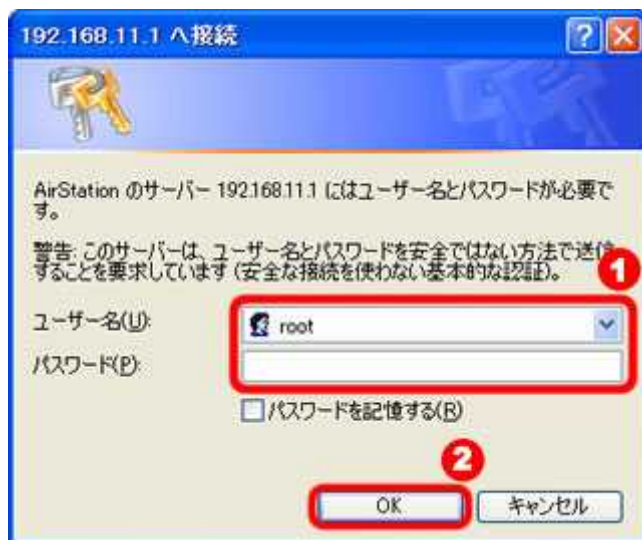 192.168.11.1 へ接続
AirStation のサーバー 192.168.11.1 にはユーザー名とパスワードが必要で
す。
警告: このサーバーは、ユーザー名とパスワードを安全ではない方法で送信
することを要求しています (安全な接続を使わない基本的な認証)。
1
ユーザー名(U):
root
パスワード(P):
パスワードを記憶する(R)
2
OK
キャンセル